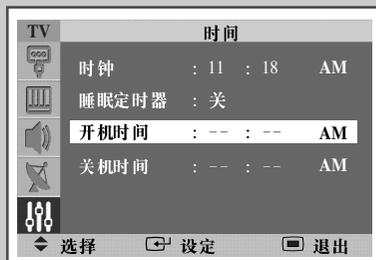 TV 时间
时钟 : 11 : 18 AM
睡眠定时器 : 关
开机时间 : -- : -- AM
关机时间 : -- : -- AM
选择 设定 退出